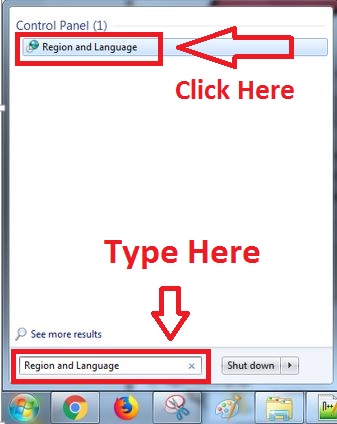 Control Panel (1)
Region and Language
Click Here
Type Here
See more results
Region and Language
Shut down